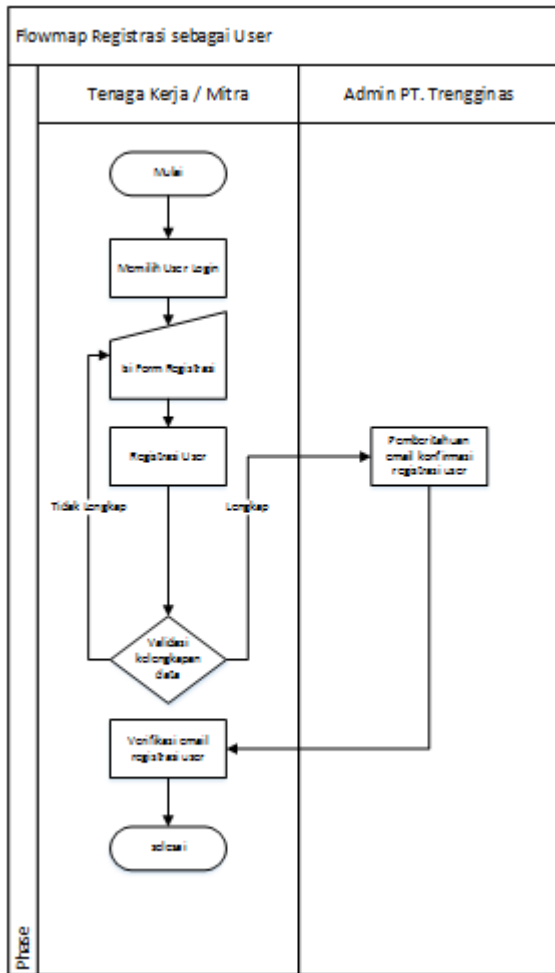 Flowmap Registrasi sebagai User
Tenaga Kerja / Mitra
Admin PT. Trengginas
Mulai
Memilih User Login
Isi Form Registrasi
Registrasi User
Pemberitahuan
email konfirmasi
registrasi user
Tidak Lengkap
Lengkap
Validasi
kelengkapan
data
Verifikasi email
registrasi user
selesai
Phase